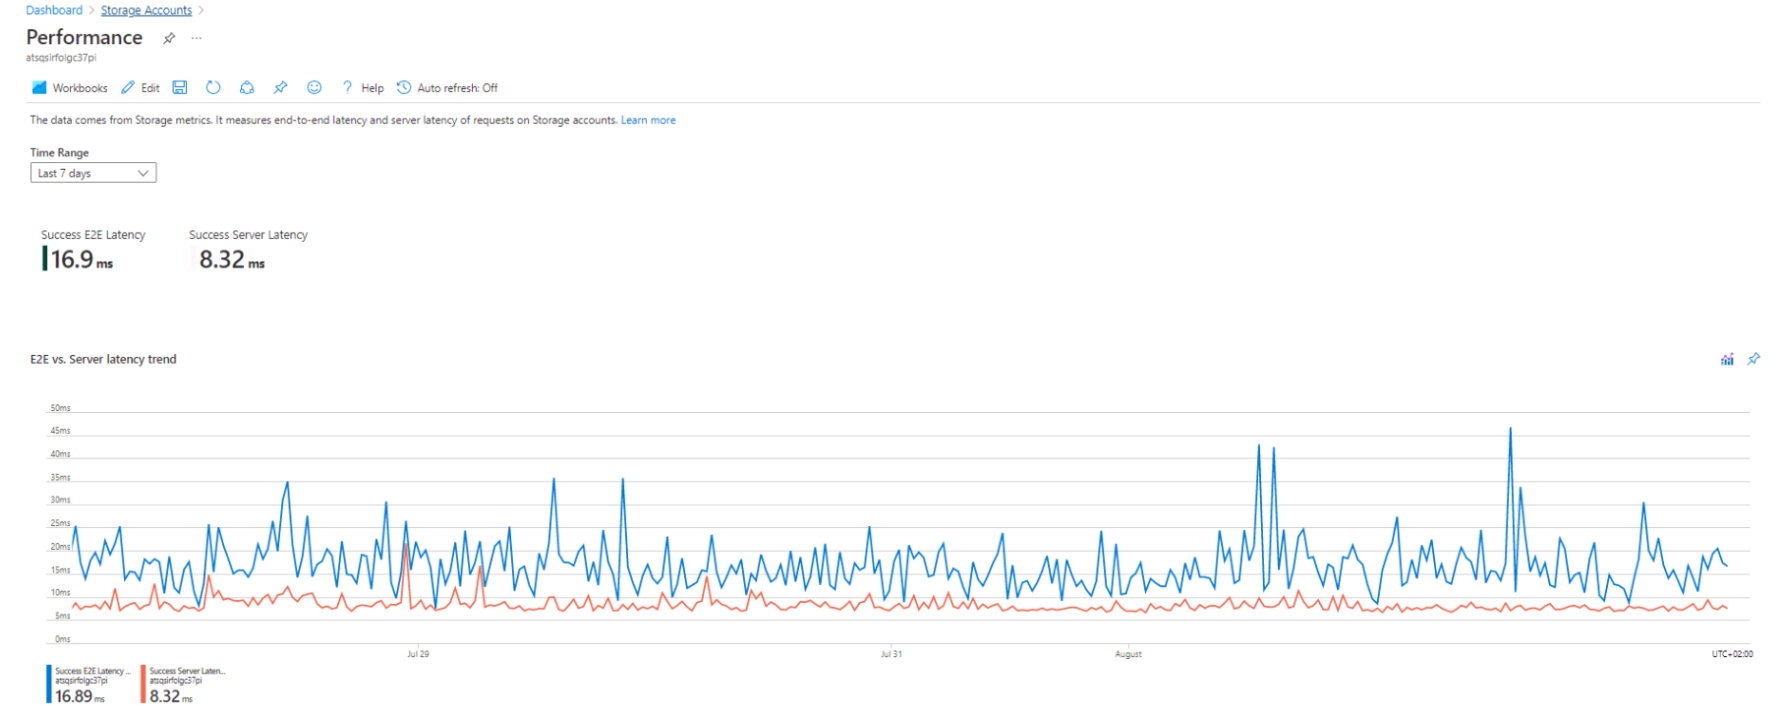 Dashboard > Storage Accounts >
Performance ...
atsqsirfolgc37pi
Workbooks Edit ? Help Auto refresh: Off
The data comes from Storage metrics. It measures end-to-end latency and server latency of requests on Storage accounts. Learn more
Time Range
Last 7 days
Success E2E Latency Success Server Latency
16.9 ms 8.32 ms
E2E vs. Server latency trend
50ms
45ms
40ms
35ms
30ms
25ms
20ms
15ms
10ms
5ms
0ms
Jul 29 Jul 31 August UTC+02:00
Success E2E Latency ... Success Server Laten...
atsqsirfolgc37pi atsqsirfolgc37pi
16.89 ms 8.32 ms